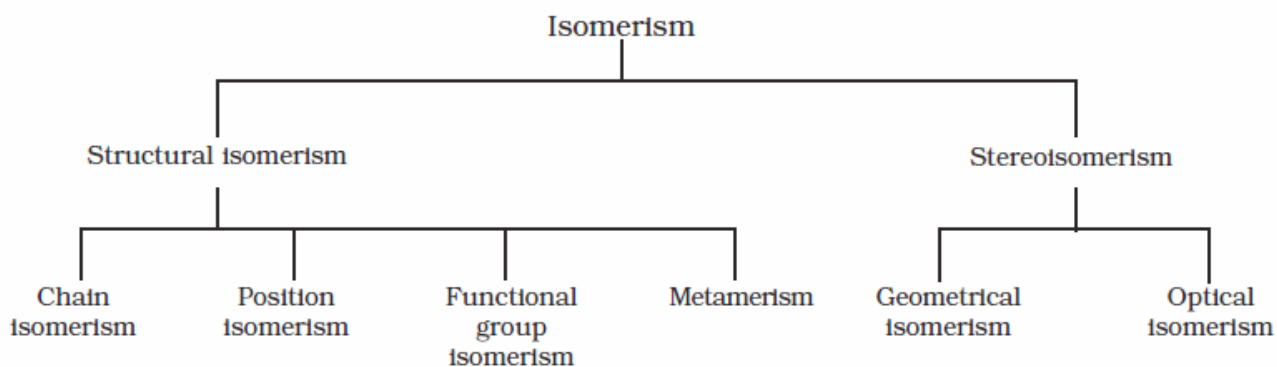 Isomerism
Structural isomerism
Stereoisomerism
Chain
isomerism
Position
isomerism
Functional
group
isomerism
Metamerism
Geometrical
isomerism
Optical
isomerism